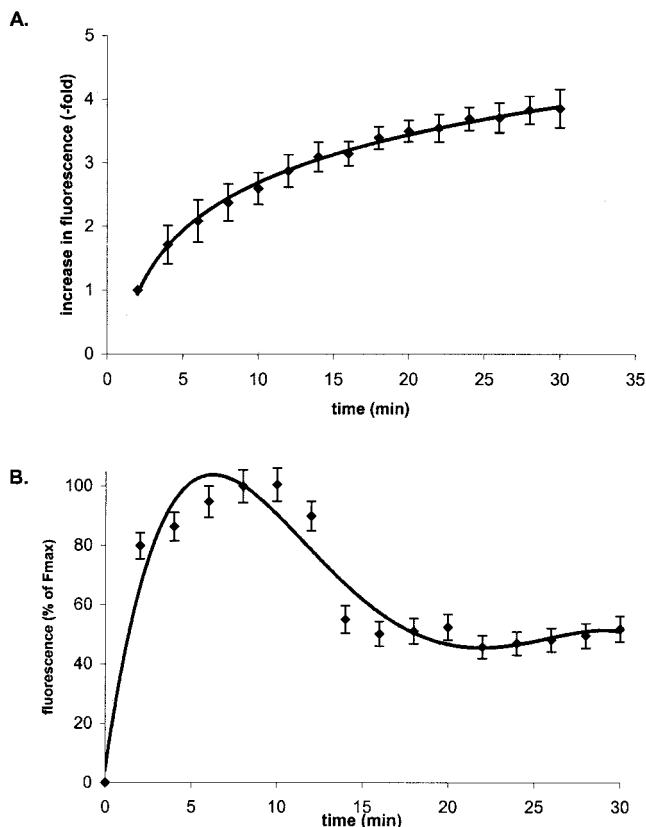 A.
increase in fluorescence (-fold)
5
4
3
2
1
0
0 5 10 15 20 25 30 35
time (min)
B.
fluorescence (% of Fmax)
100
80
60
40
20
0
0 5 10 15 20 25 30
time (min)